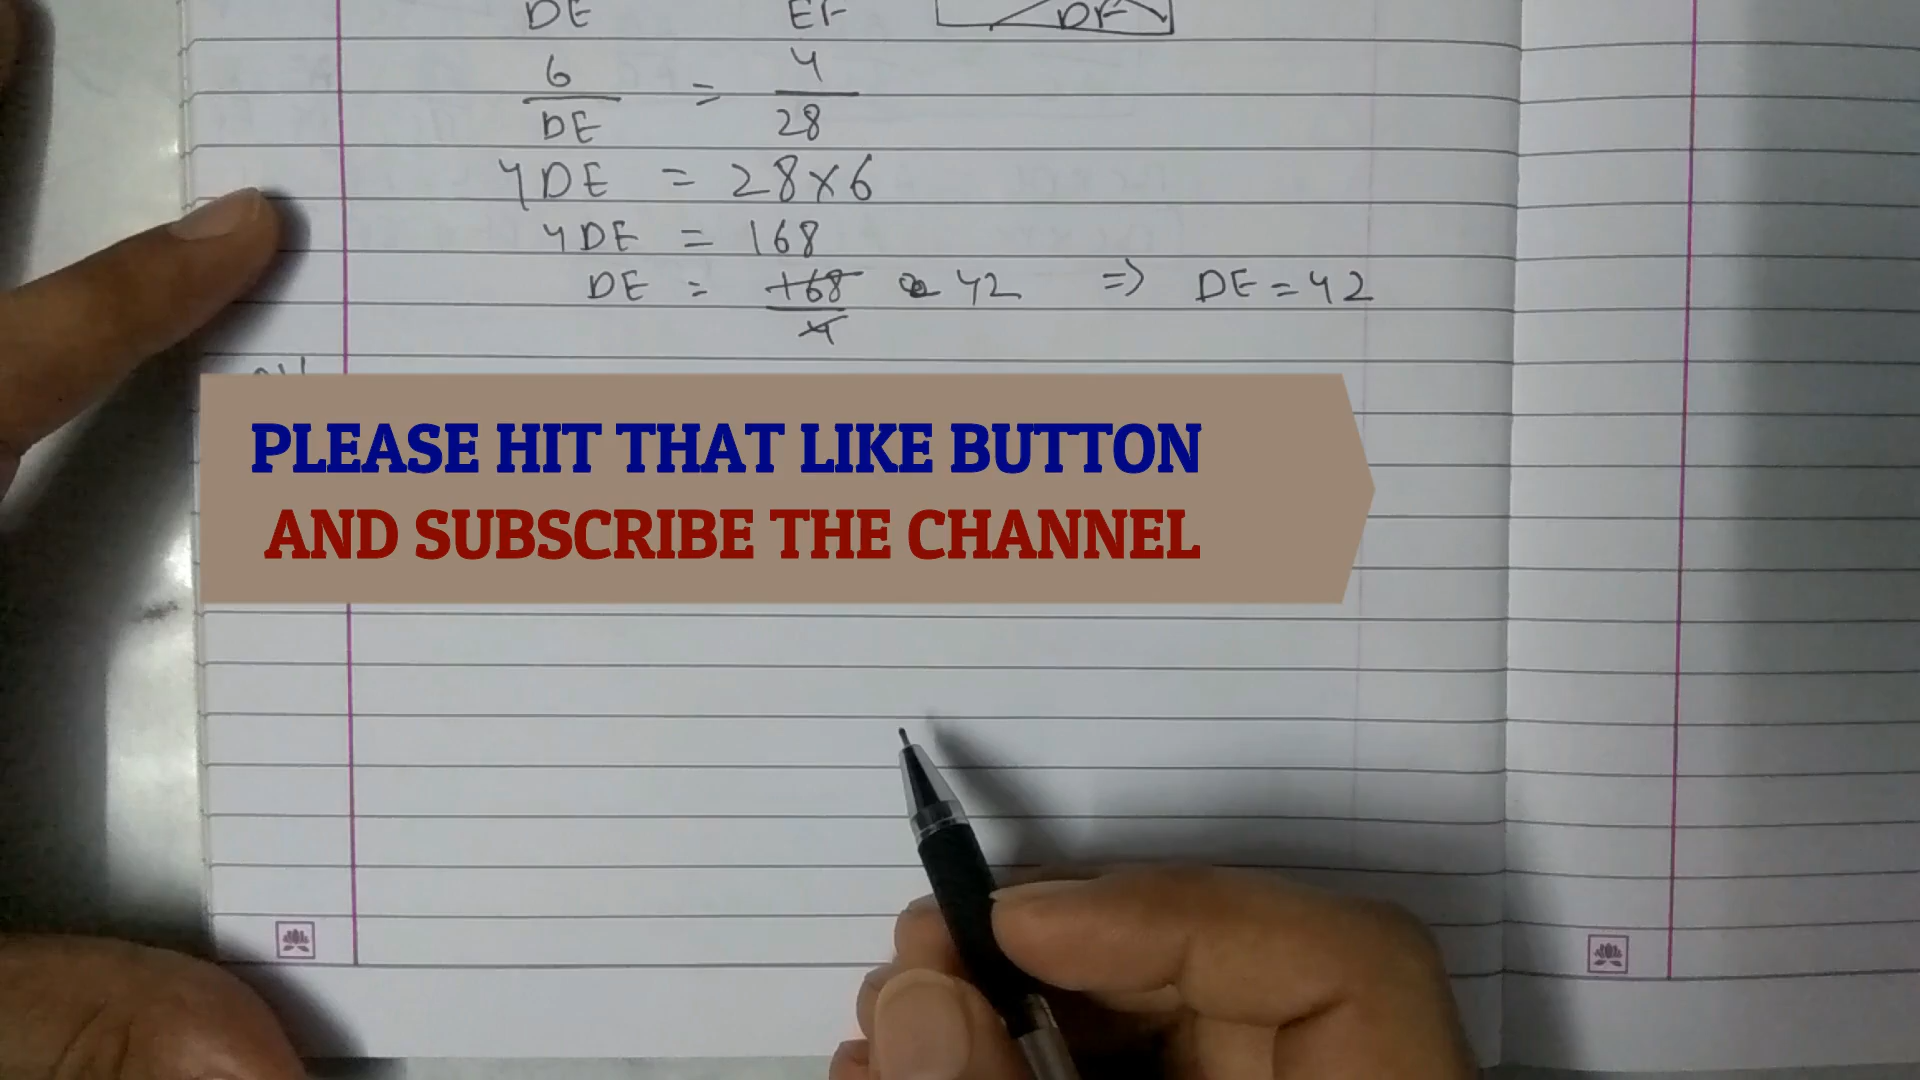 DE EF DF
6 = 4
DE 28
4DE = 28×6
4DE = 168
DE = 168 42 ⇒ DE = 42
4
PLEASE HIT THAT LIKE BUTTON
AND SUBSCRIBE THE CHANNEL